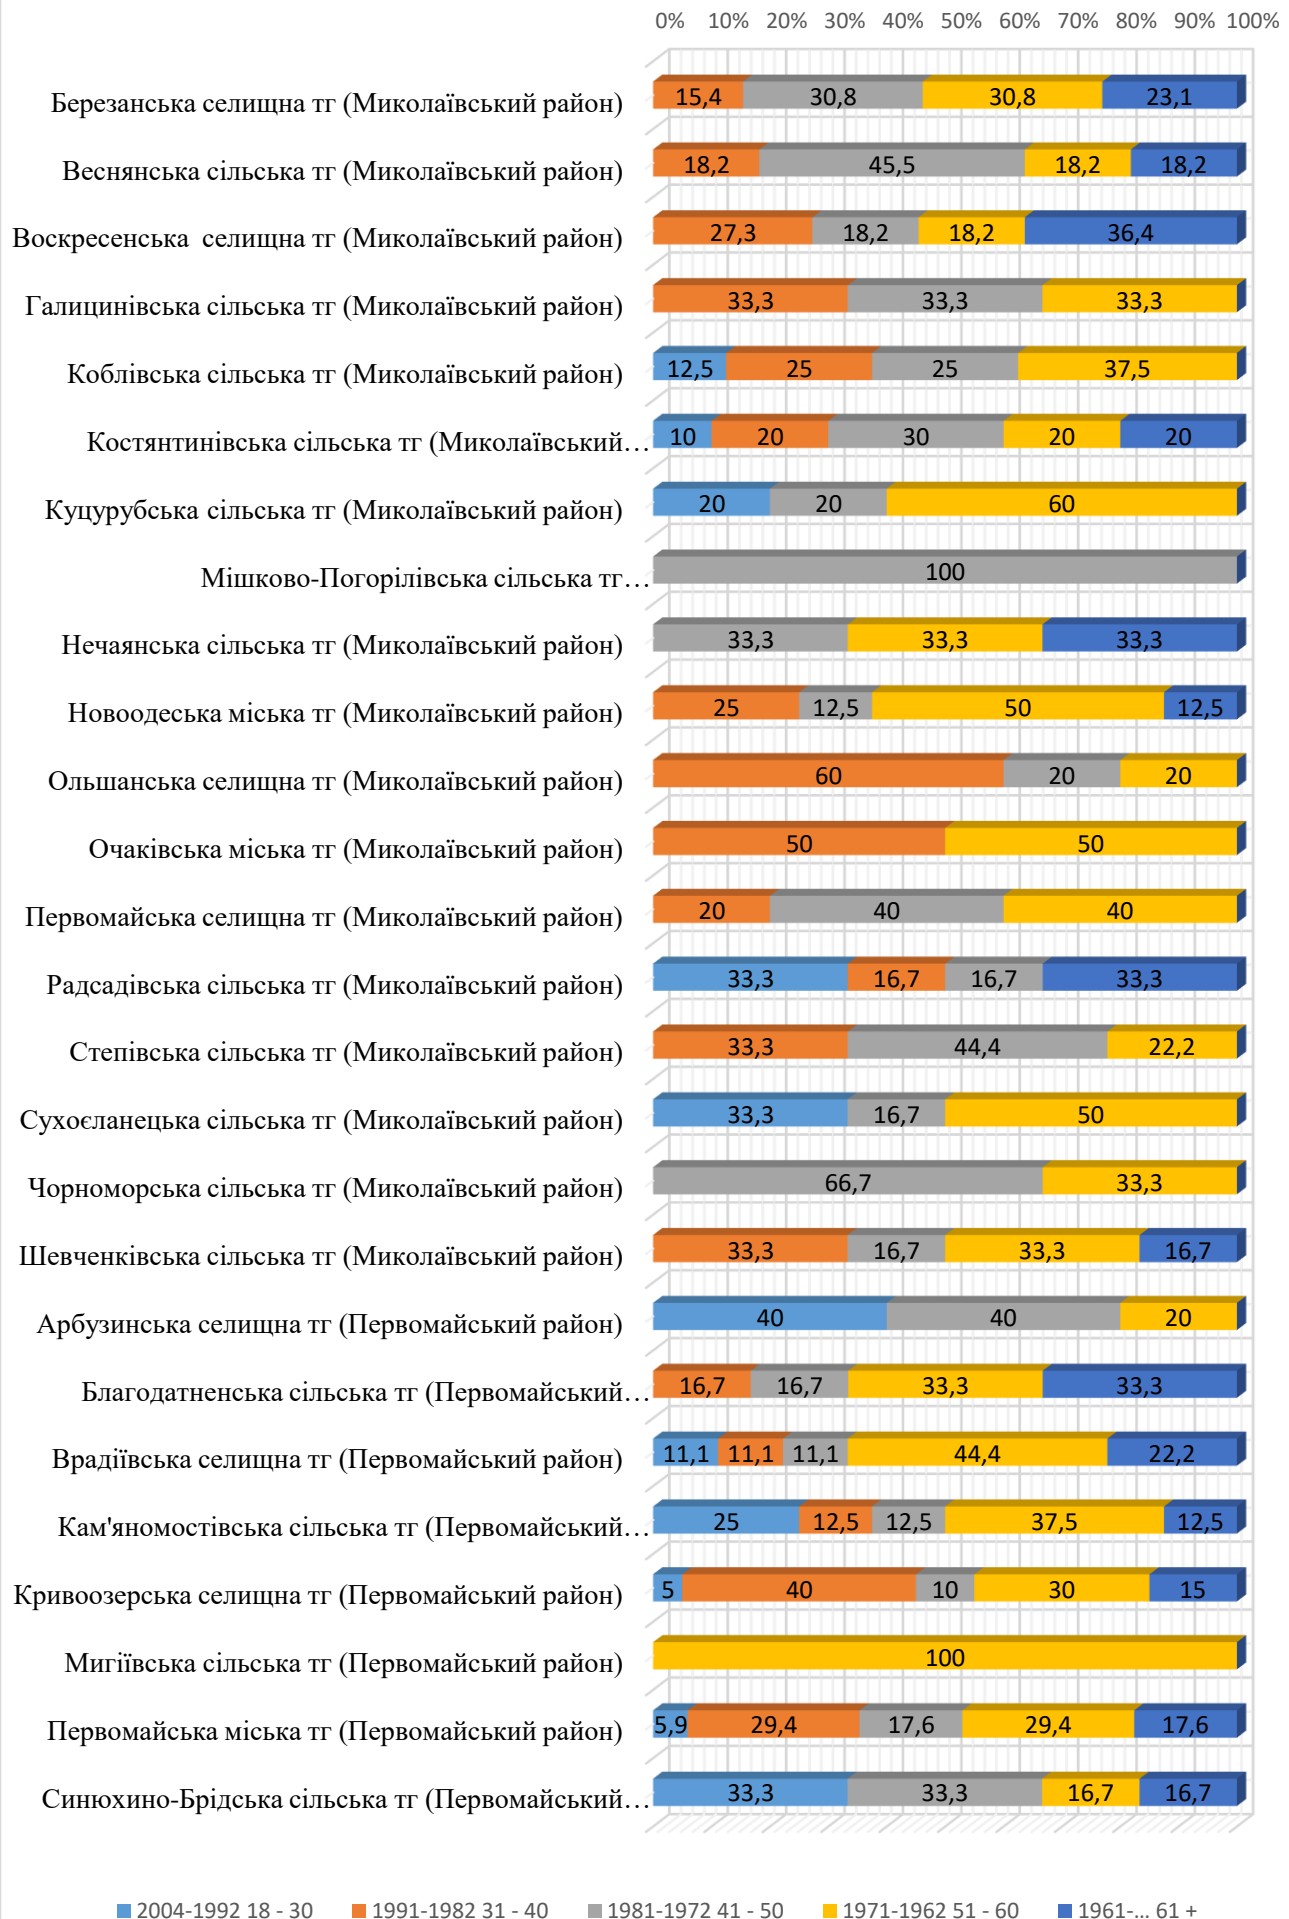 0% 10% 20% 30% 40% 50% 60% 70% 80% 90% 100%
Березанська селищна тг (Миколаївський район) 15,4 30,8 30,8 23,1
Веснянська сільська тг (Миколаївський район) 18,2 45,5 18,2 18,2
Воскресенська селищна тг (Миколаївський район) 27,3 18,2 18,2 36,4
Галицинівська сільська тг (Миколаївський район) 33,3 33,3 33,3
Коблівська сільська тг (Миколаївський район) 12,5 25 25 37,5
Костянтинівська сільська тг (Миколаївський… 10 20 30 20 20
Куцурубська сільська тг (Миколаївський район) 20 20 60
Мішково-Погорілівська сільська тг… 100
Нечаянська сільська тг (Миколаївський район) 33,3 33,3 33,3
Новоодеська міська тг (Миколаївський район) 25 12,5 50 12,5
Ольшанська селищна тг (Миколаївський район) 60 20 20
Очаківська міська тг (Миколаївський район) 50 50
Первомайська селищна тг (Миколаївський район) 20 40 40
Радсадівська сільська тг (Миколаївський район) 33,3 16,7 16,7 33,3
Степівська сільська тг (Миколаївський район) 33,3 44,4 22,2
Сухоєланецька сільська тг (Миколаївський район) 33,3 16,7 50
Чорноморська сільська тг (Миколаївський район) 66,7 33,3
Шевченківська сільська тг (Миколаївський район) 33,3 16,7 33,3 16,7
Арбузинська селищна тг (Первомайський район) 40 40 20
Благодатненська сільська тг (Первомайський… 16,7 16,7 33,3 33,3
Врадіївська селищна тг (Первомайський район) 11,1 11,1 11,1 44,4 22,2
Кам'яномостівська сільська тг (Первомайський… 25 12,5 12,5 37,5 12,5
Кривоозерська селищна тг (Первомайський район) 5 40 10 30 15
Мигіївська сільська тг (Первомайський район) 100
Первомайська міська тг (Первомайський район) 5,9 29,4 17,6 29,4 17,6
Синюхино-Брідська сільська тг (Первомайський… 33,3 33,3 16,7 16,7
2004-1992 18 - 30 1991-1982 31 - 40 1981-1972 41 - 50 1971-1962 51 - 60 1961-... 61 +